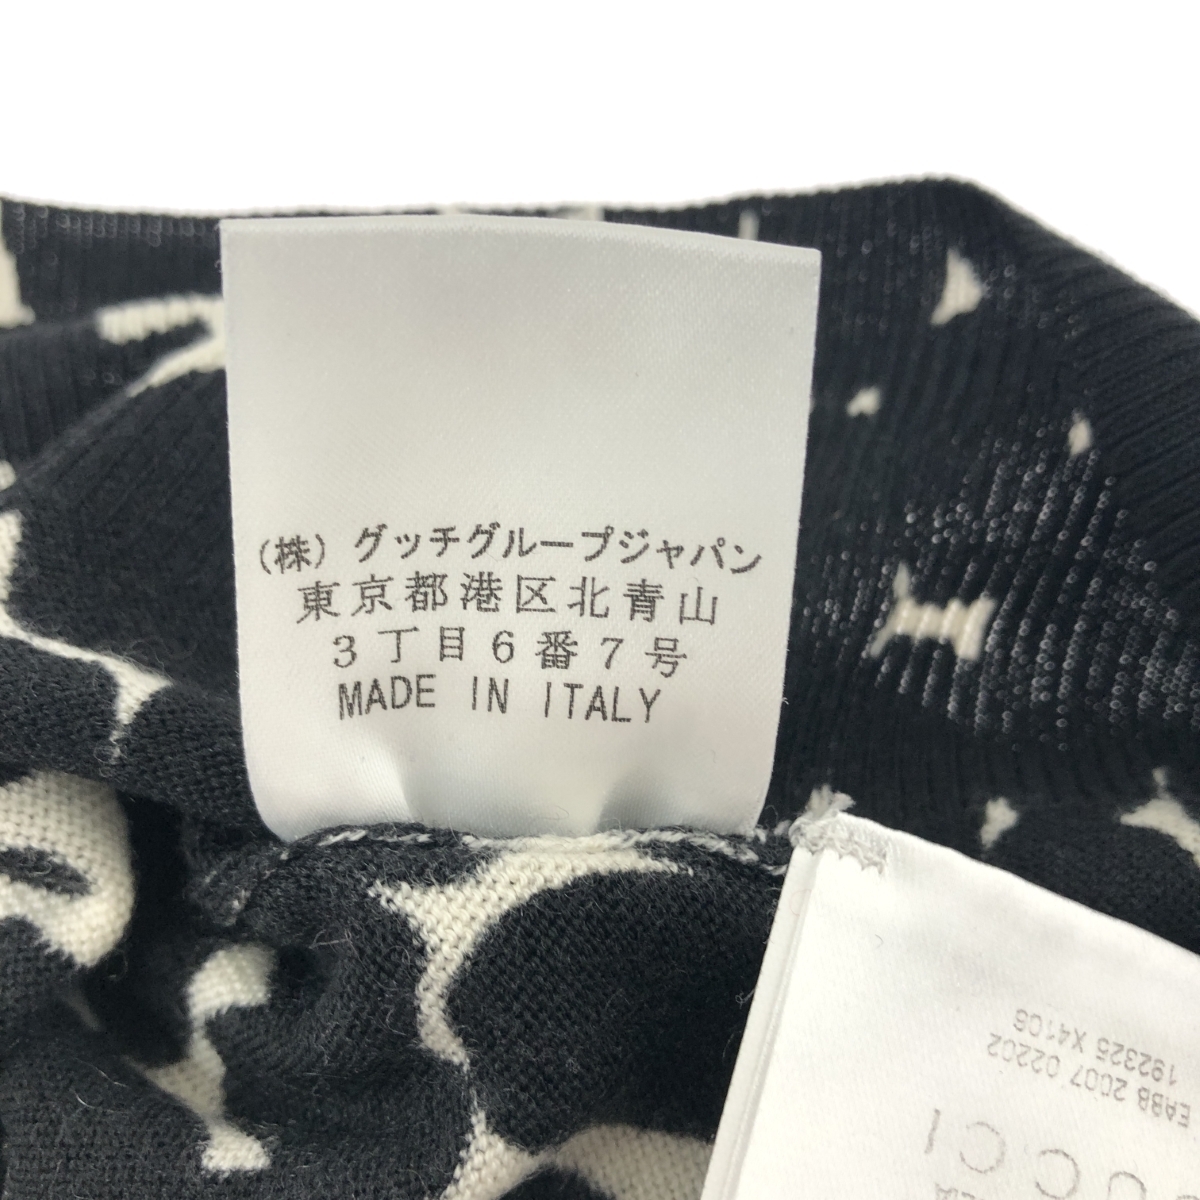 (株)グッチグループジャパン
東京都港区北青山
3丁目6番7号
MADE IN ITALY
192325 X4106
EABB 2007 02202